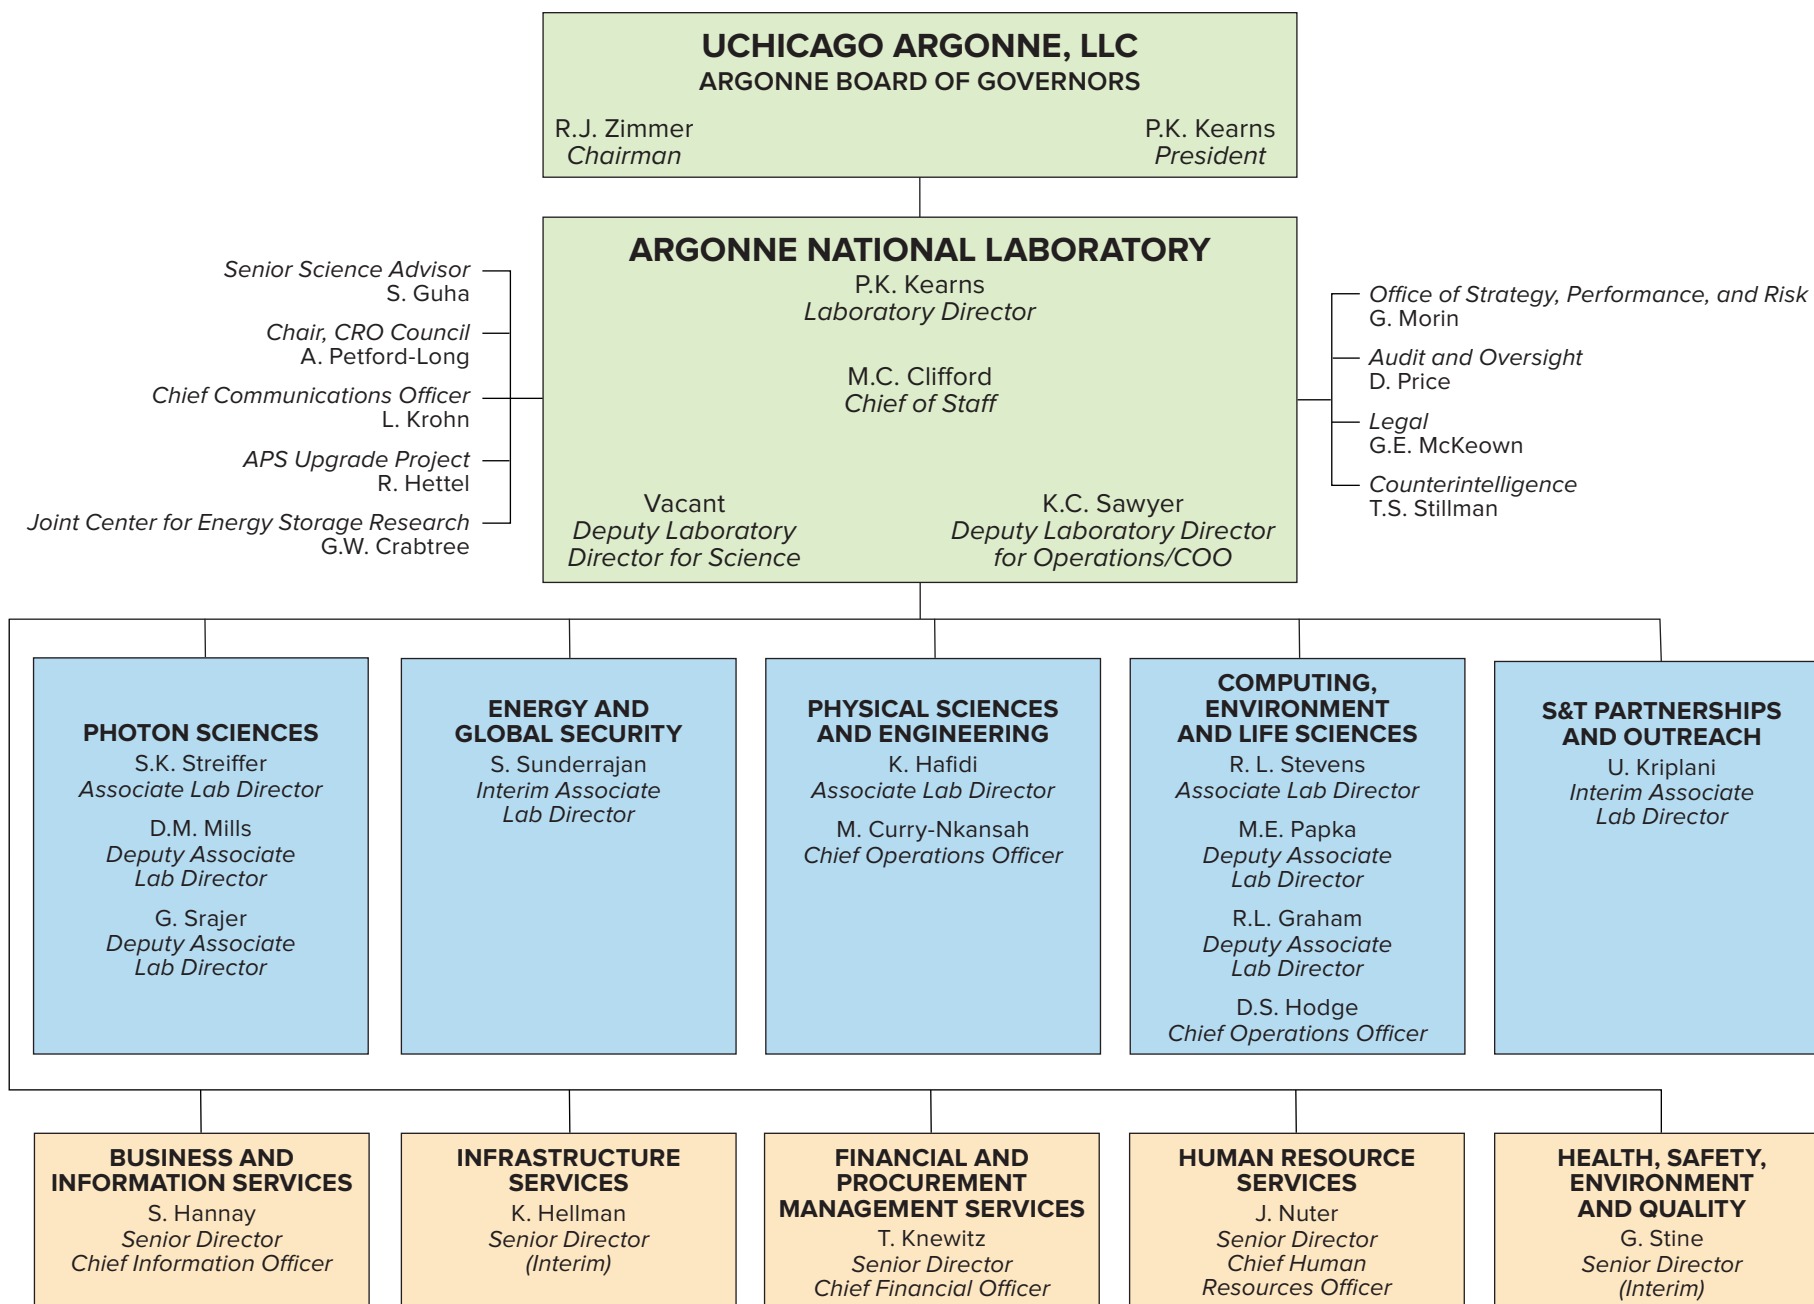 UCHICAGO ARGONNE, LLC
ARGONNE BOARD OF GOVERNORS
R.J. Zimmer
Chairman
P.K. Kearns
President
ARGONNE NATIONAL LABORATORY
P.K. Kearns
Laboratory Director
M.C. Clifford
Chief of Staff
Vacant
Deputy Laboratory
Director for Science
K.C. Sawyer
Deputy Laboratory Director
for Operations/COO
Senior Science Advisor
S. Guha
Chair, CRO Council
A. Petford-Long
Chief Communications Officer
L. Krohn
APS Upgrade Project
R. Hettel
Joint Center for Energy Storage Research
G.W. Crabtree
Office of Strategy, Performance, and Risk
G. Morin
Audit and Oversight
D. Price
Legal
G.E. McKeown
Counterintelligence
T.S. Stillman
PHOTON SCIENCES
S.K. Streiffer
Associate Lab Director
D.M. Mills
Deputy Associate
Lab Director
G. Srajer
Deputy Associate
Lab Director
ENERGY AND
GLOBAL SECURITY
S. Sunderrajan
Interim Associate
Lab Director
PHYSICAL SCIENCES
AND ENGINEERING
K. Hafidi
Associate Lab Director
M. Curry-Nkansah
Chief Operations Officer
COMPUTING,
ENVIRONMENT
AND LIFE SCIENCES
R. L. Stevens
Associate Lab Director
M.E. Papka
Deputy Associate
Lab Director
R.L. Graham
Deputy Associate
Lab Director
D.S. Hodge
Chief Operations Officer
S&T PARTNERSHIPS
AND OUTREACH
U. Kriplani
Interim Associate
Lab Director
BUSINESS AND
INFORMATION SERVICES
S. Hannay
Senior Director
Chief Information Officer
INFRASTRUCTURE
SERVICES
K. Hellman
Senior Director
(Interim)
FINANCIAL AND
PROCUREMENT
MANAGEMENT SERVICES
T. Knewitz
Senior Director
Chief Financial Officer
HUMAN RESOURCE
SERVICES
J. Nuter
Senior Director
Chief Human
Resources Officer
HEALTH, SAFETY,
ENVIRONMENT
AND QUALITY
G. Stine
Senior Director
(Interim)